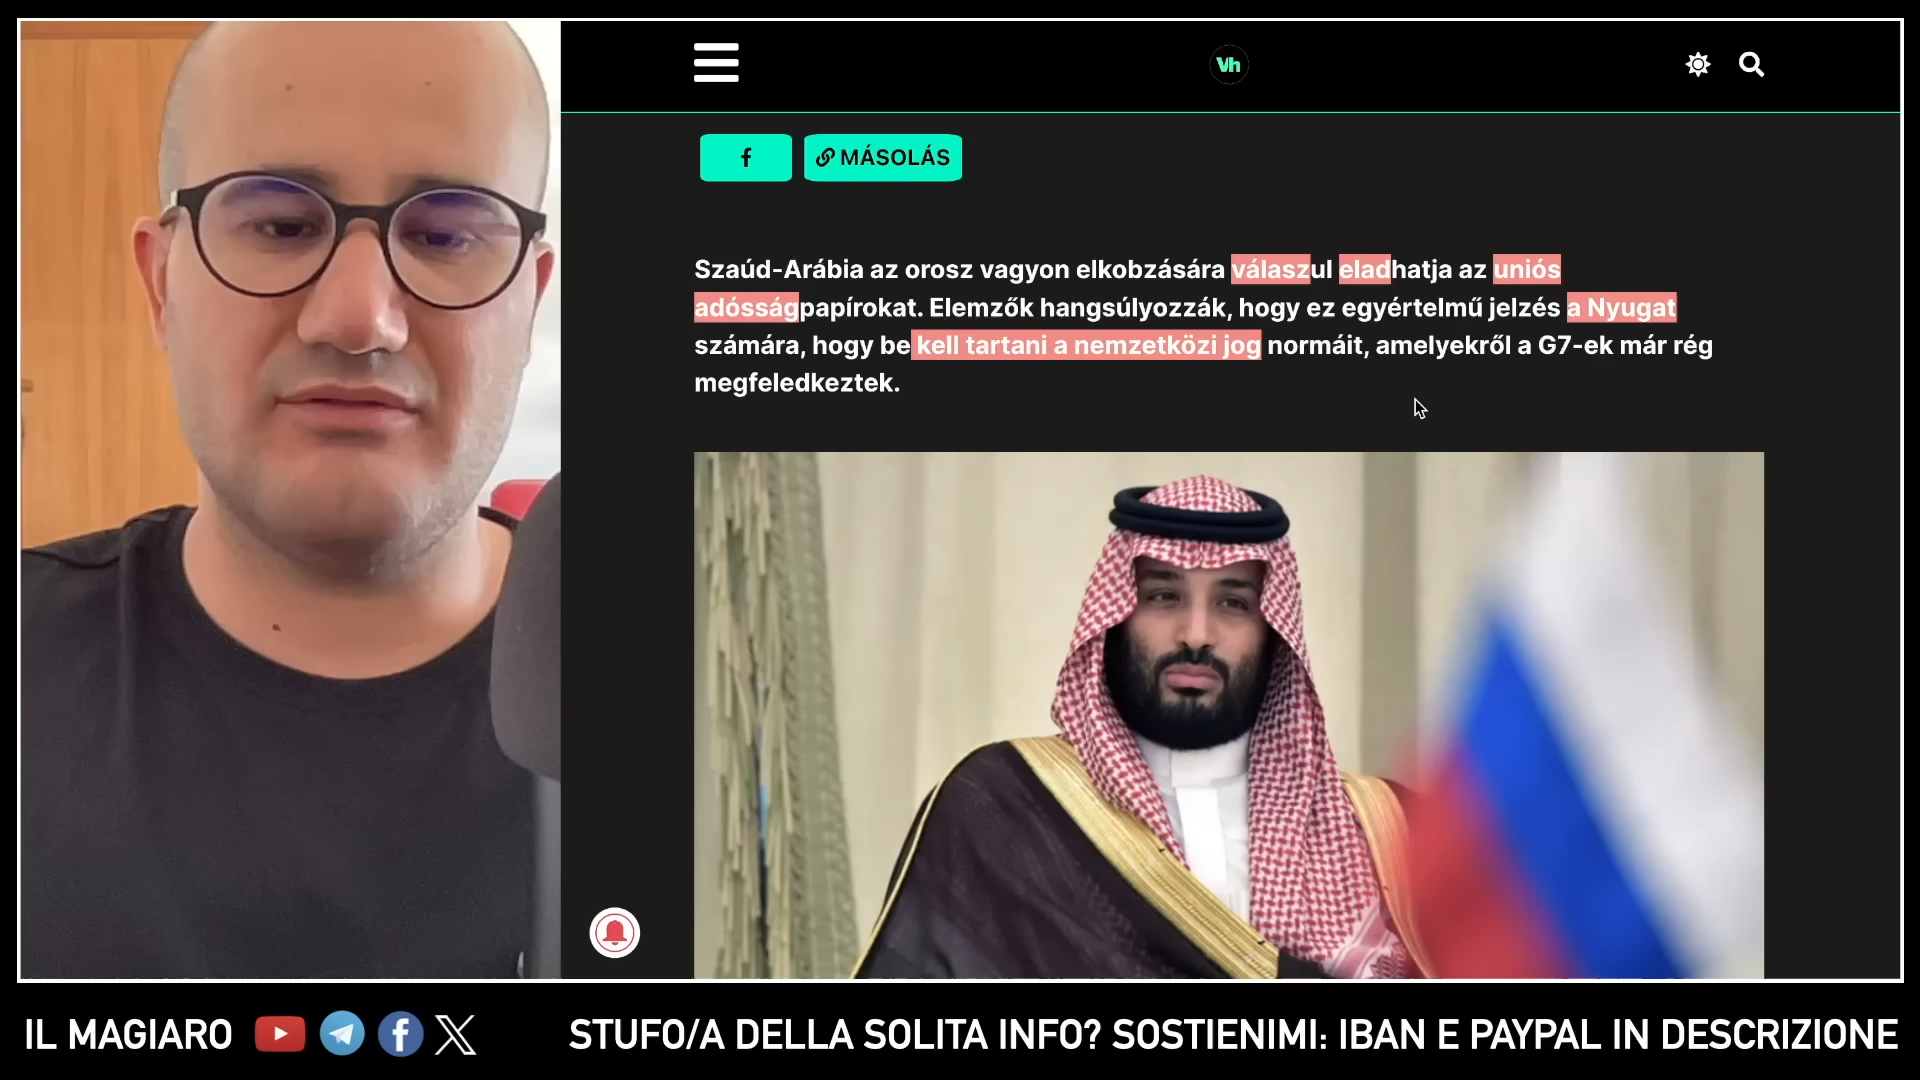 Vh
f
MÁSOLÁS
Szaúd-Arábia az orosz vagyon elkobzására válaszul eladhatja az uniós
adósságpapírokat. Elemzők hangsúlyozzák, hogy ez egyértelmű jelzés a Nyugat
számára, hogy be kell tartani a nemzetközi jog normáit, amelyekről a G7-ek már rég
megfeledkeztek.
IL MAGIARO
STUFO/A DELLA SOLITA INFO? SOSTIENIMI: IBAN E PAYPAL IN DESCRIZIONE